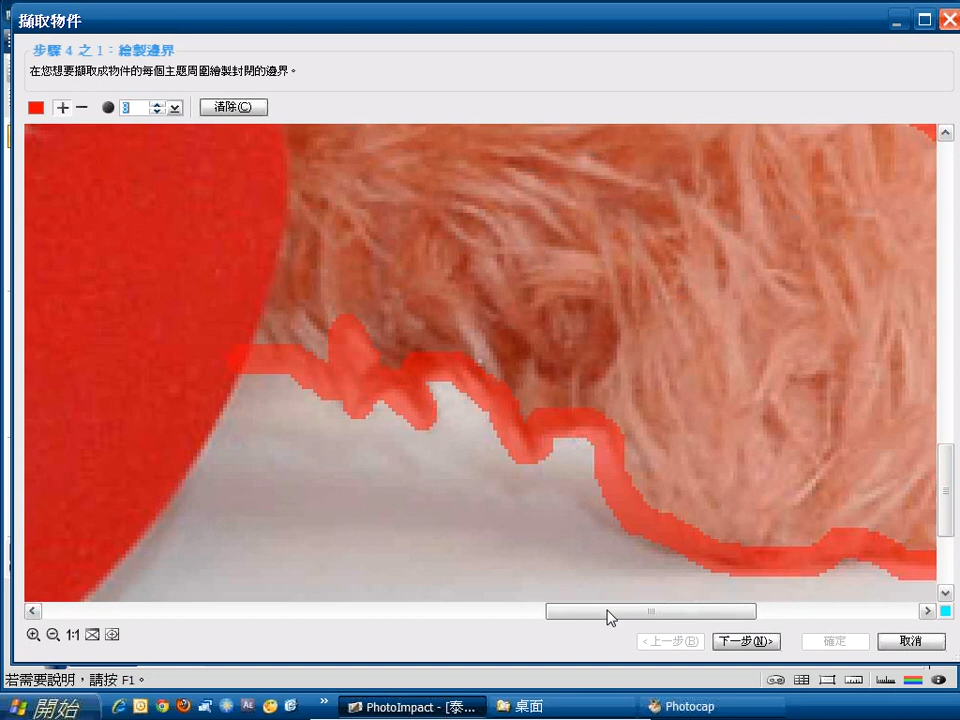 擷取物件
步驟 4 之 1：繪製邊界
在您想要擷取成物件的每個主題周圍繪製封閉的邊界。
3 清除(C)
1:1
<上一步(B) 下一步(N)> 確定 取消
若需要說明，請按 F1。
開始 AE » PhotoImpact - [泰... 桌面 Photocap